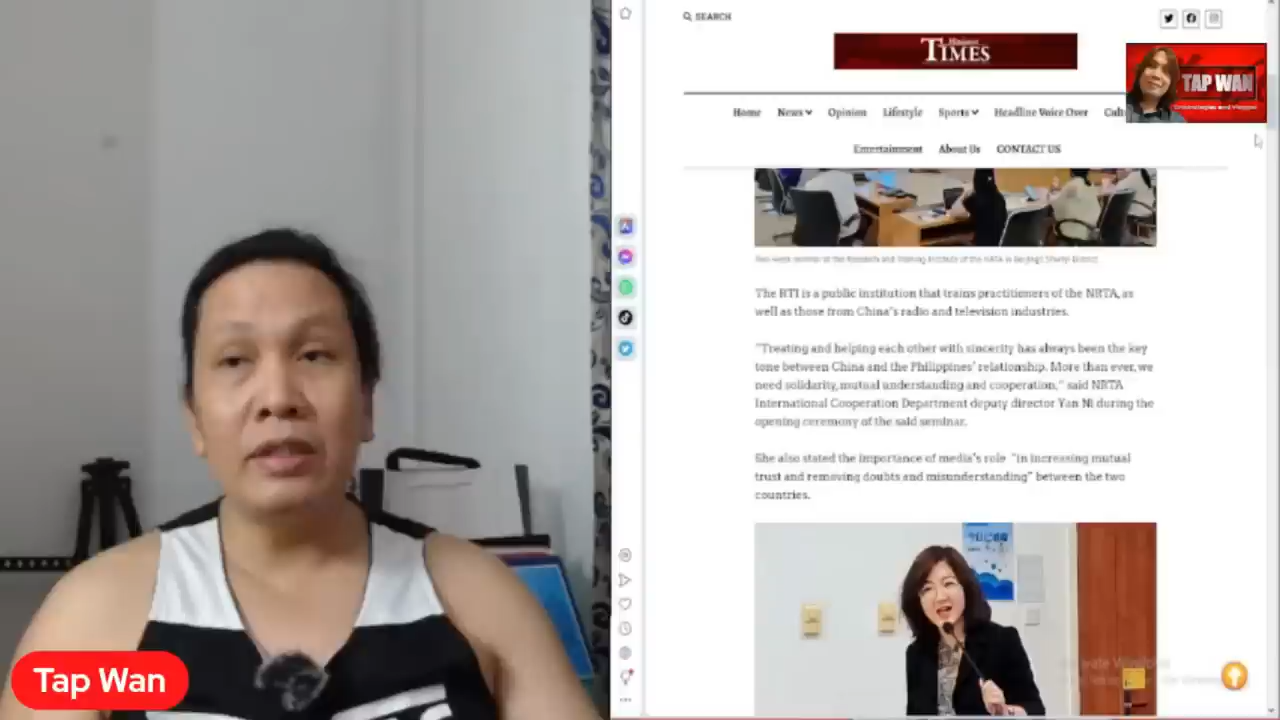 SEARCH
TIMES
TAP WAN
Home News Opinion Lifestyle Sports Headline Voice Over
Entertainment About Us CONTACT US
The RTI is a public institution that trains practitioners of the NRTA, as
well as those from China's radio and television industries.
"Treating and helping each other with sincerity has always been the key
tone between China and the Philippines' relationship. More than ever, we
need solidarity, mutual understanding and cooperation," said NRTA
International Cooperation Department deputy director Yan Ni during the
opening ceremony of the said seminar.
She also stated the importance of media's role "in increasing mutual
trust and removing doubts and misunderstanding" between the two
countries.
Tap Wan